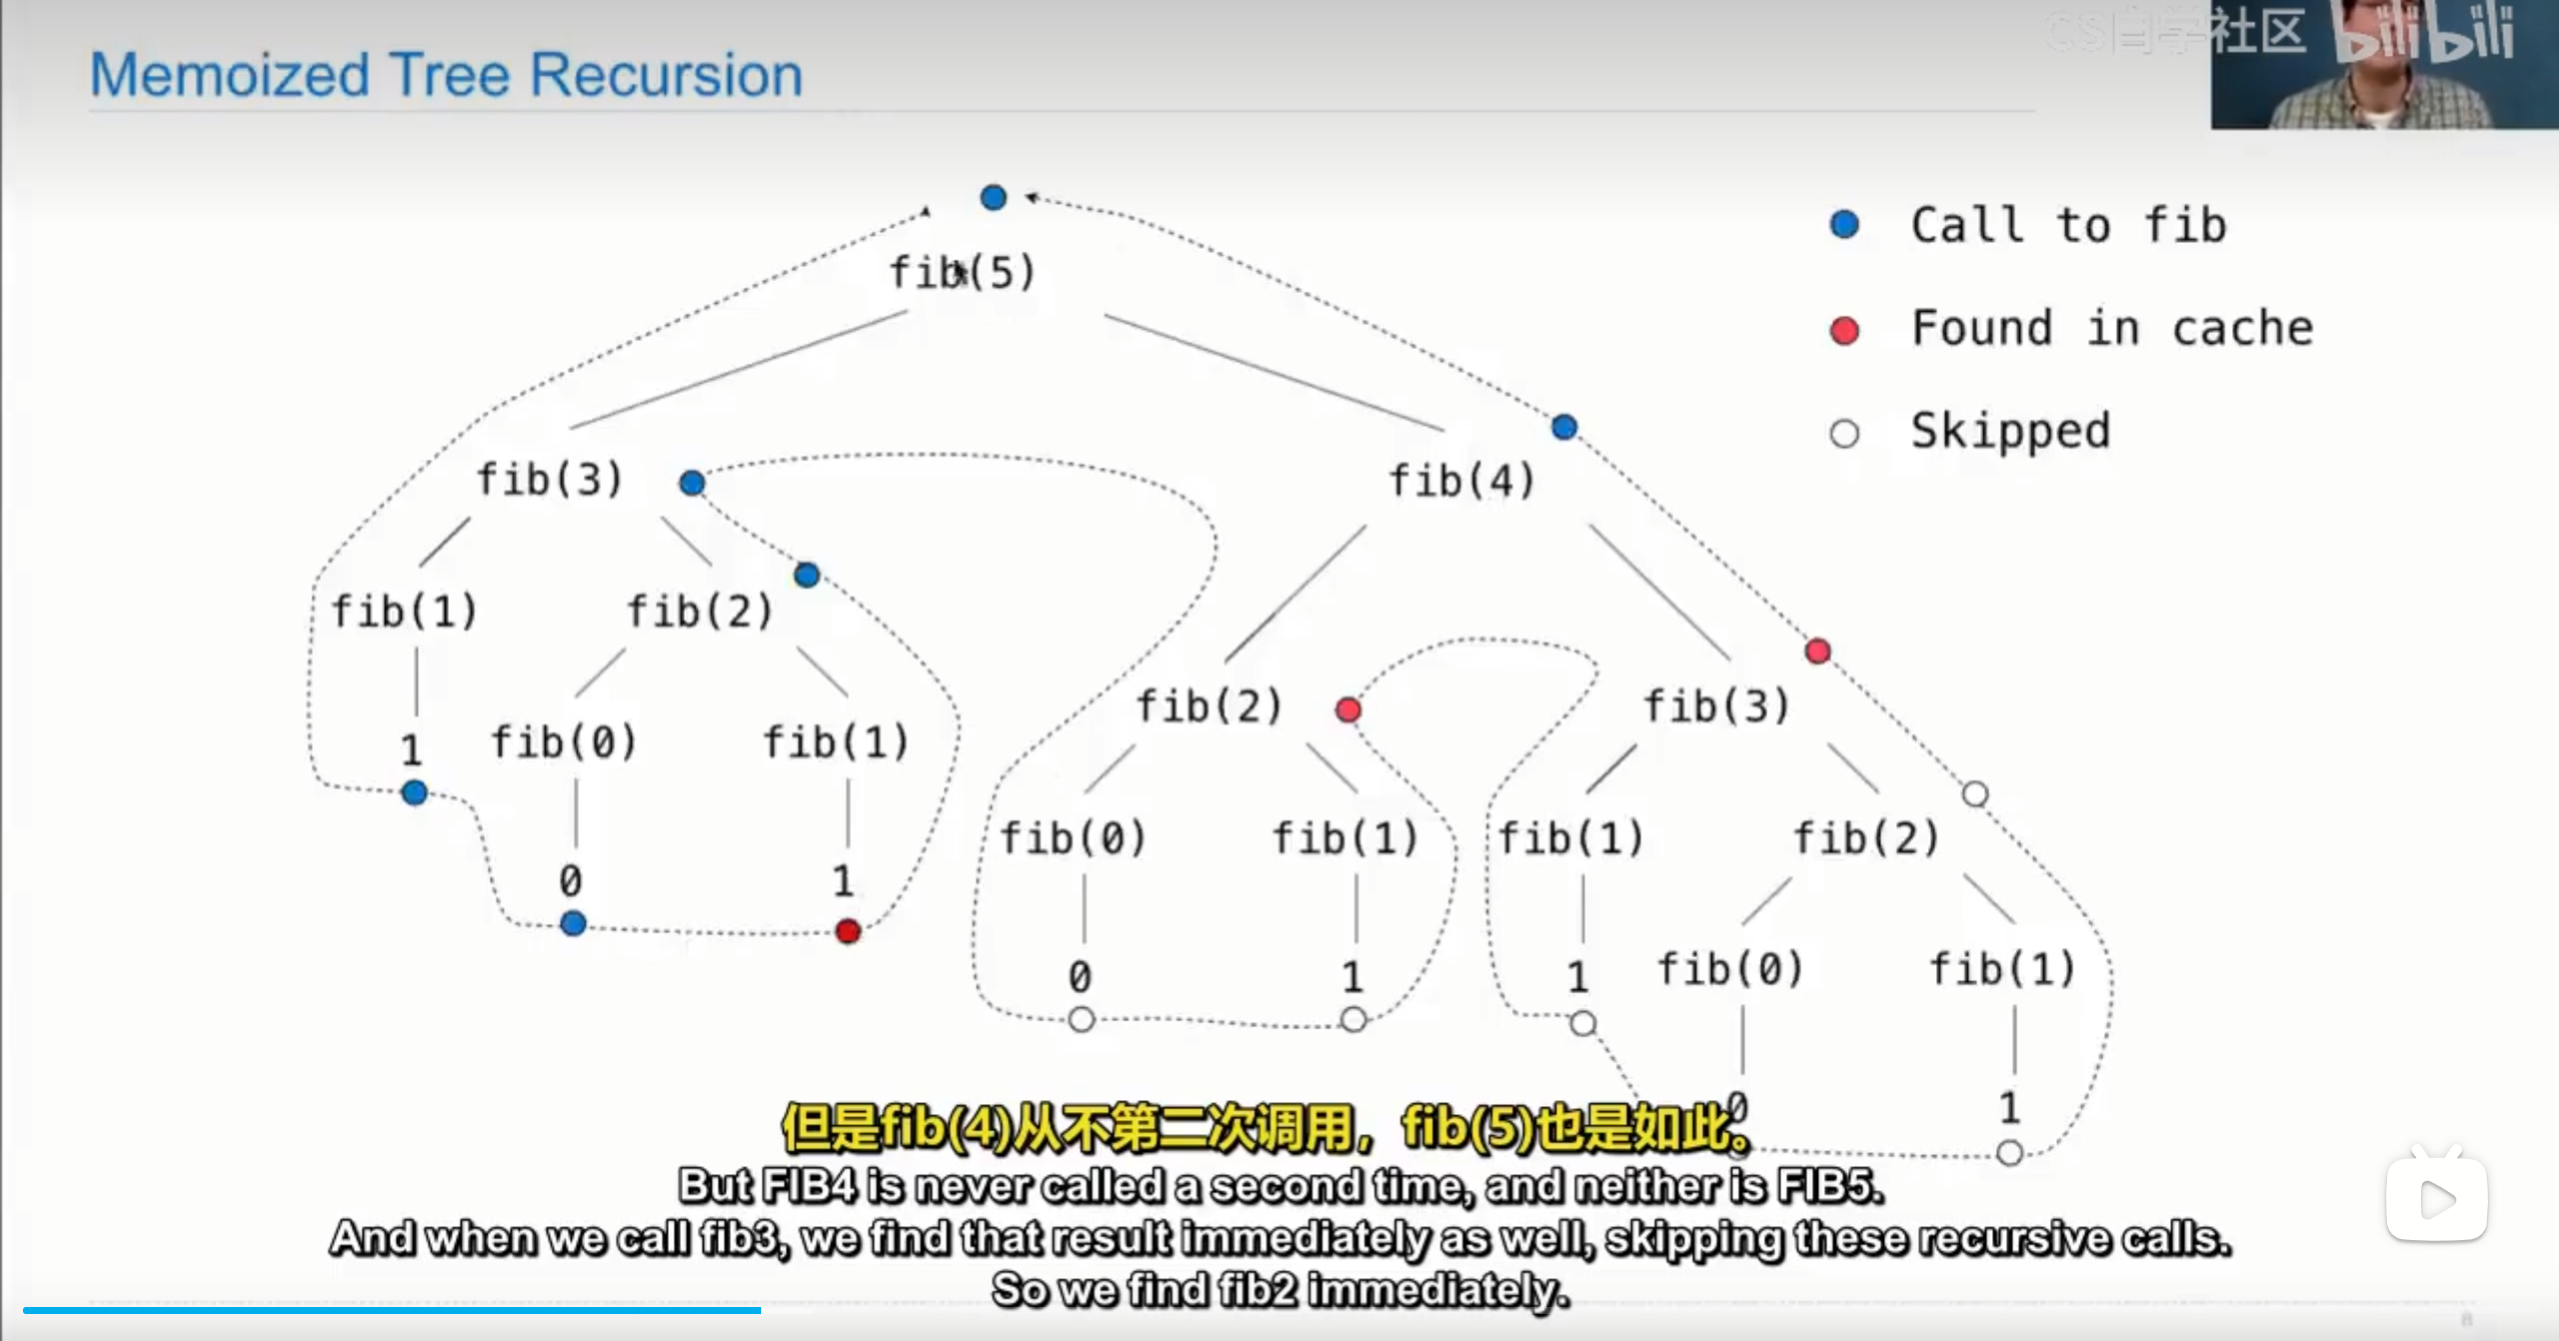 CS自学社区 bilibili
Memoized Tree Recursion
Call to fib
Found in cache
Skipped
fib(5)
fib(3)
fib(4)
fib(1)
fib(2)
1
fib(0)
fib(1)
0
1
fib(2)
fib(3)
fib(0)
fib(1)
0
1
fib(1)
fib(2)
1
fib(0)
fib(1)
0
1
但是fib(4)从不第二次调用，fib(5)也是如此。
But FIB4 is never called a second time, and neither is FIB5.
And when we call fib3, we find that result immediately as well, skipping these recursive calls.
So we find fib2 immediately.
8